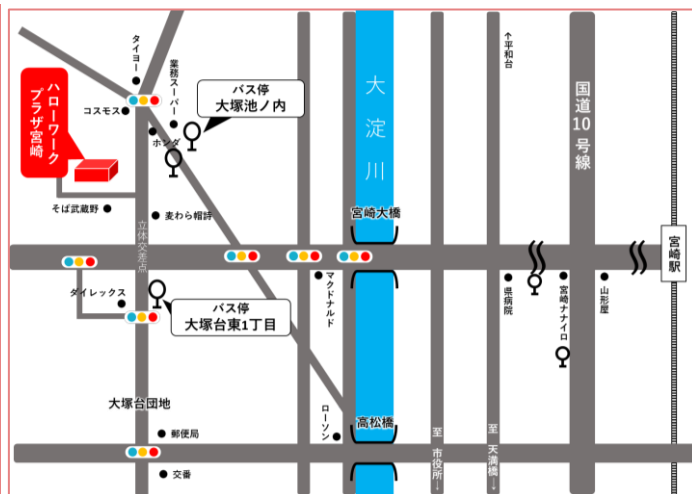 タイヨー
業務スーパー
バス停
大塚池ノ内
大淀川
↑平和台
国道10号線
コスモス
ホンダ
ハローワーク
プラザ宮崎
そば武蔵野
麦わら帽詩
宮崎大橋
立体交差点
宮崎駅
ダイレックス
バス停
大塚台東1丁目
マクドナルド
県病院
宮崎ナナイロ
山形屋
大塚台団地
ローソン
高松橋
郵便局
交番
至 市役所→
至 天満橋→